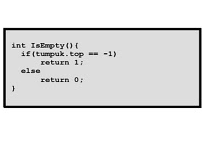 int IsEmpty(){
if(tumpuk.top == -1)
return 1;
else
return 0;
}